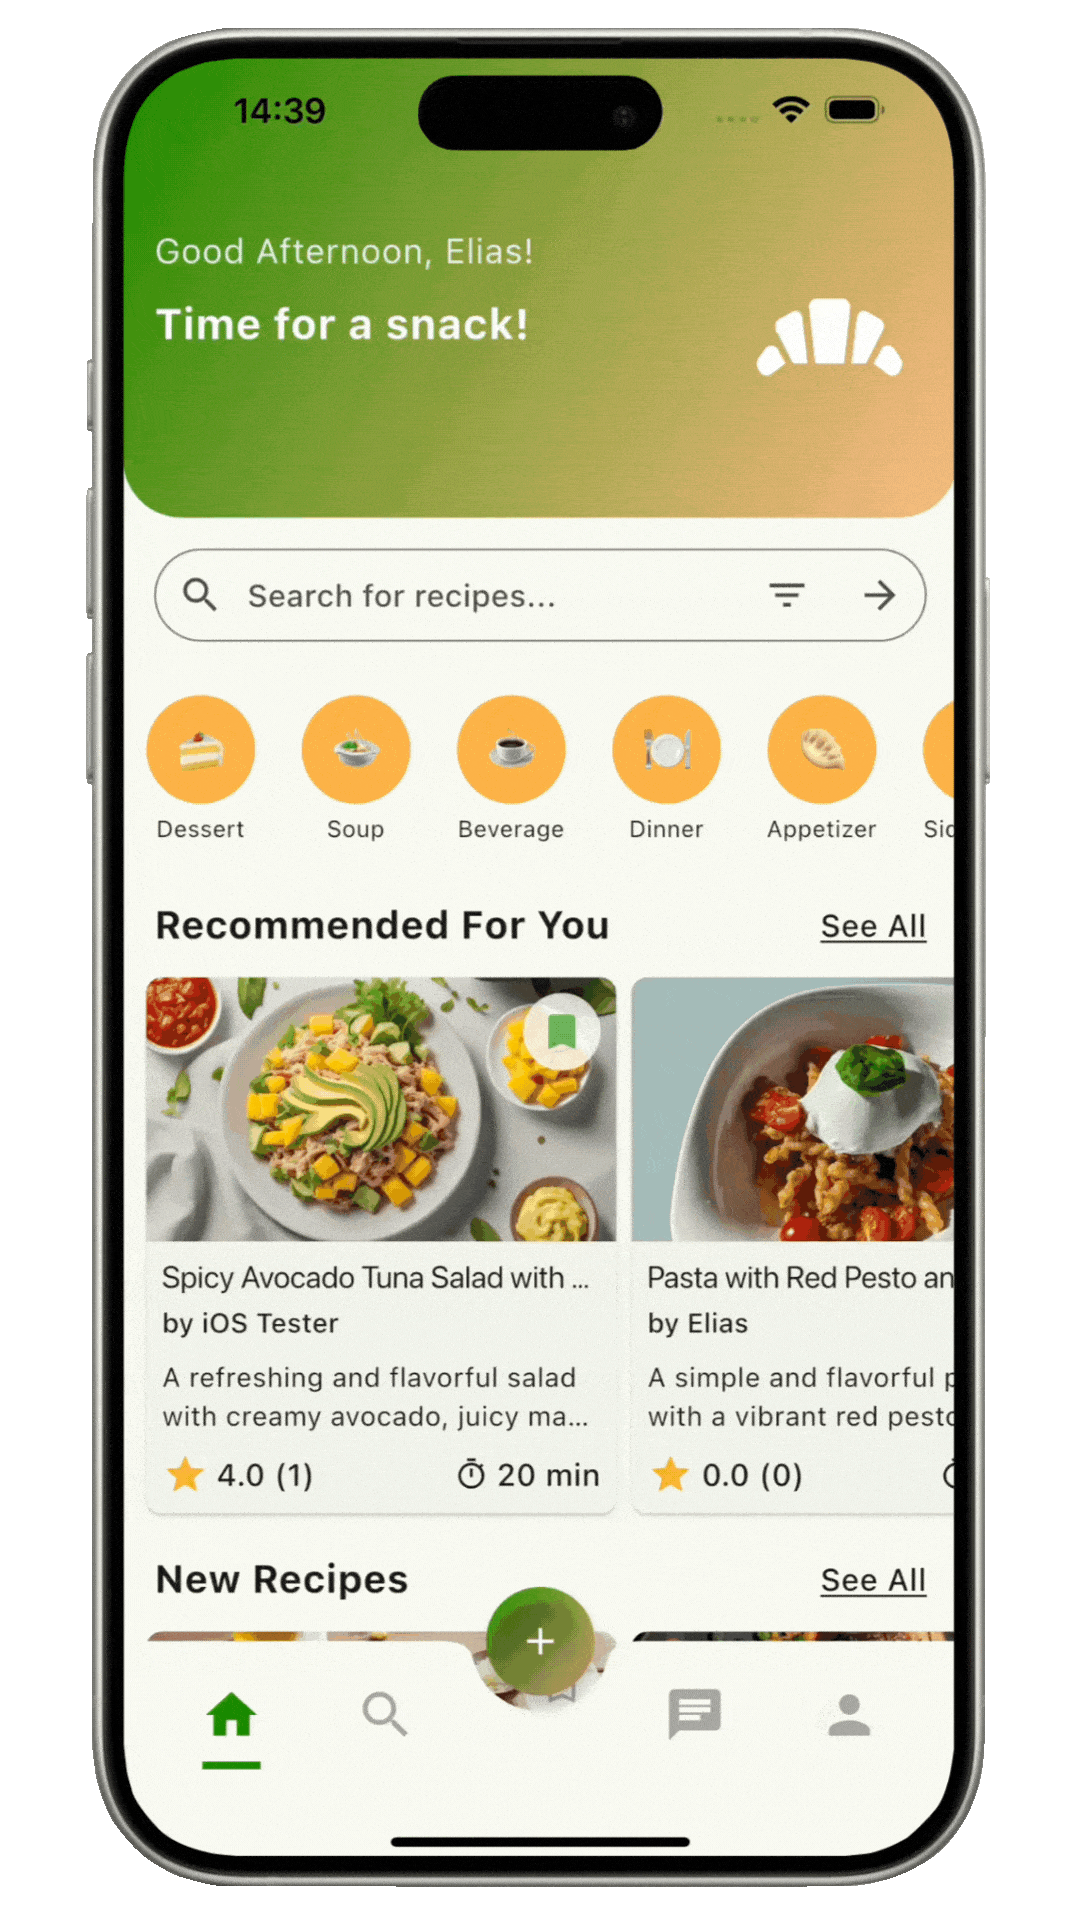 14:39
Good Afternoon, Elias!
Time for a snack!
Search for recipes...
Dessert
Soup
Beverage
Dinner
Appetizer
Recommended For You
See All
Spicy Avocado Tuna Salad with ...
by iOS Tester
A refreshing and flavorful salad
with creamy avocado, juicy ma...
4.0 (1)
20 min
Pasta with Red Pesto an
by Elias
A simple and flavorful
with a vibrant red pesto
0.0 (0)
New Recipes
See All